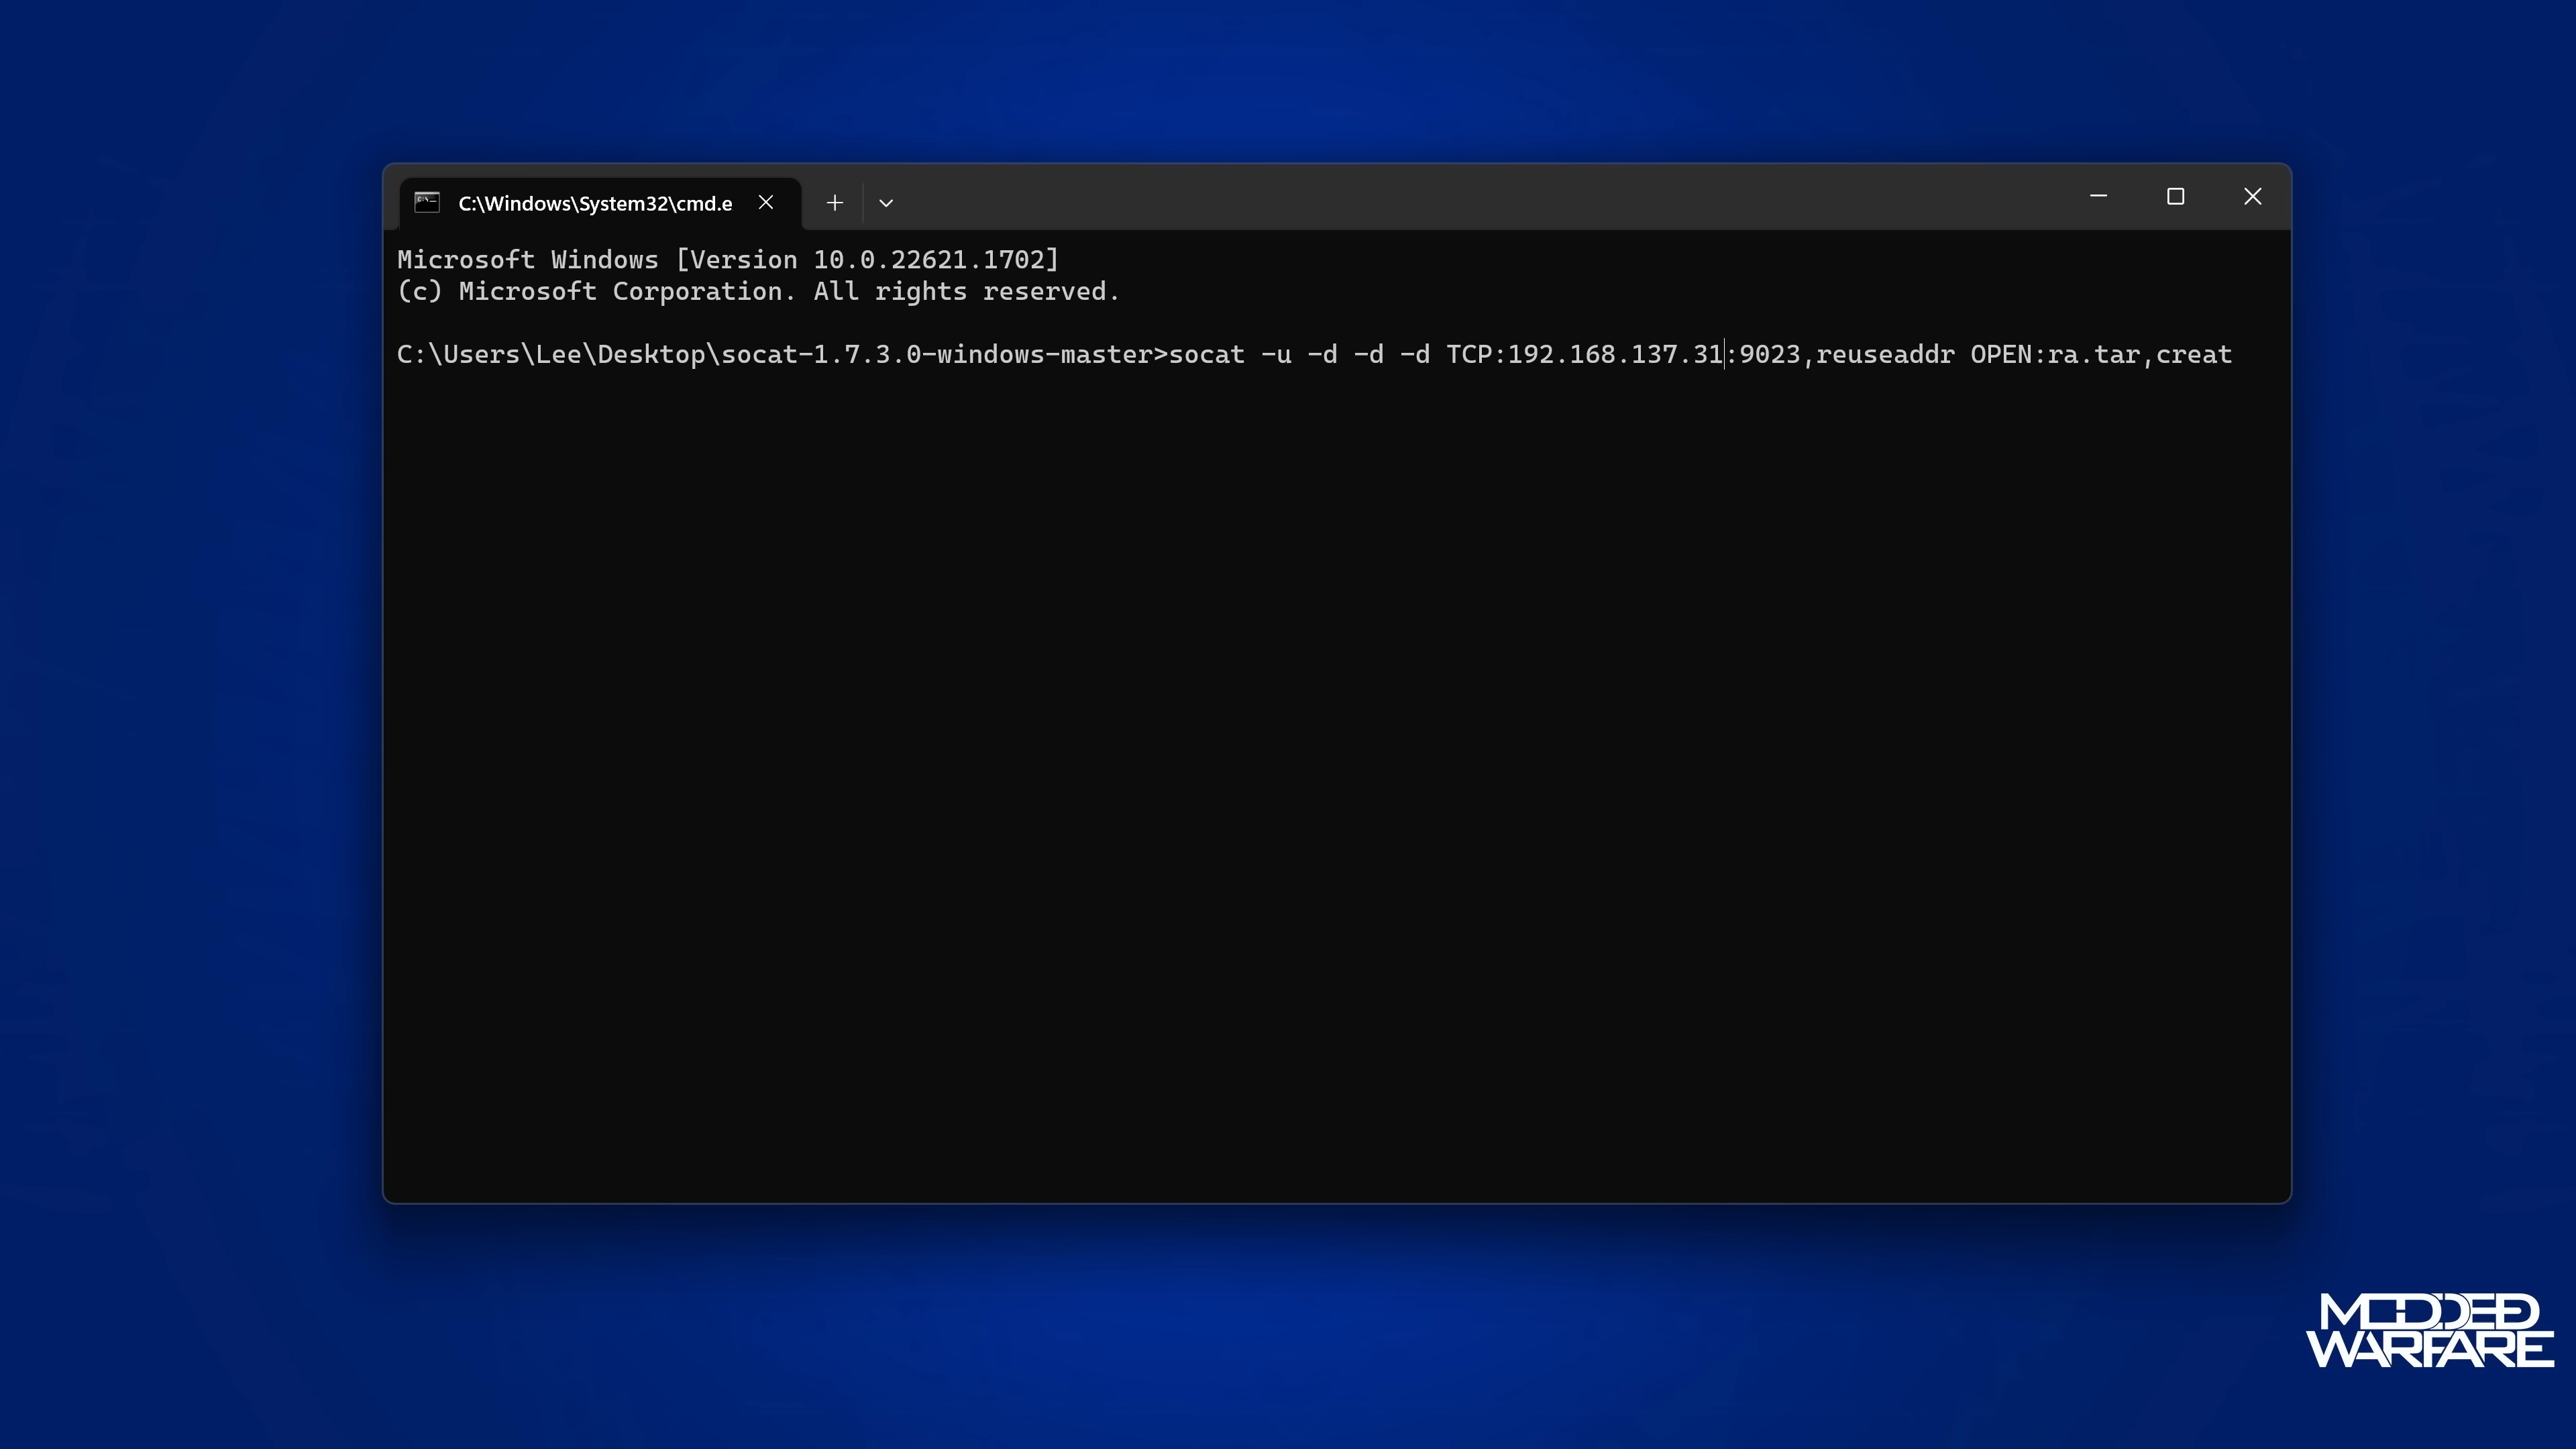 C:\Windows\System32\cmd.e
Microsoft Windows [Version 10.0.22621.1702]
(c) Microsoft Corporation. All rights reserved.
C:\Users\Lee\Desktop\socat-1.7.3.0-windows-master>socat -u -d -d -d TCP:192.168.137.31:9023,reuseaddr OPEN:ra.tar,creat
MODDED
WARFARE